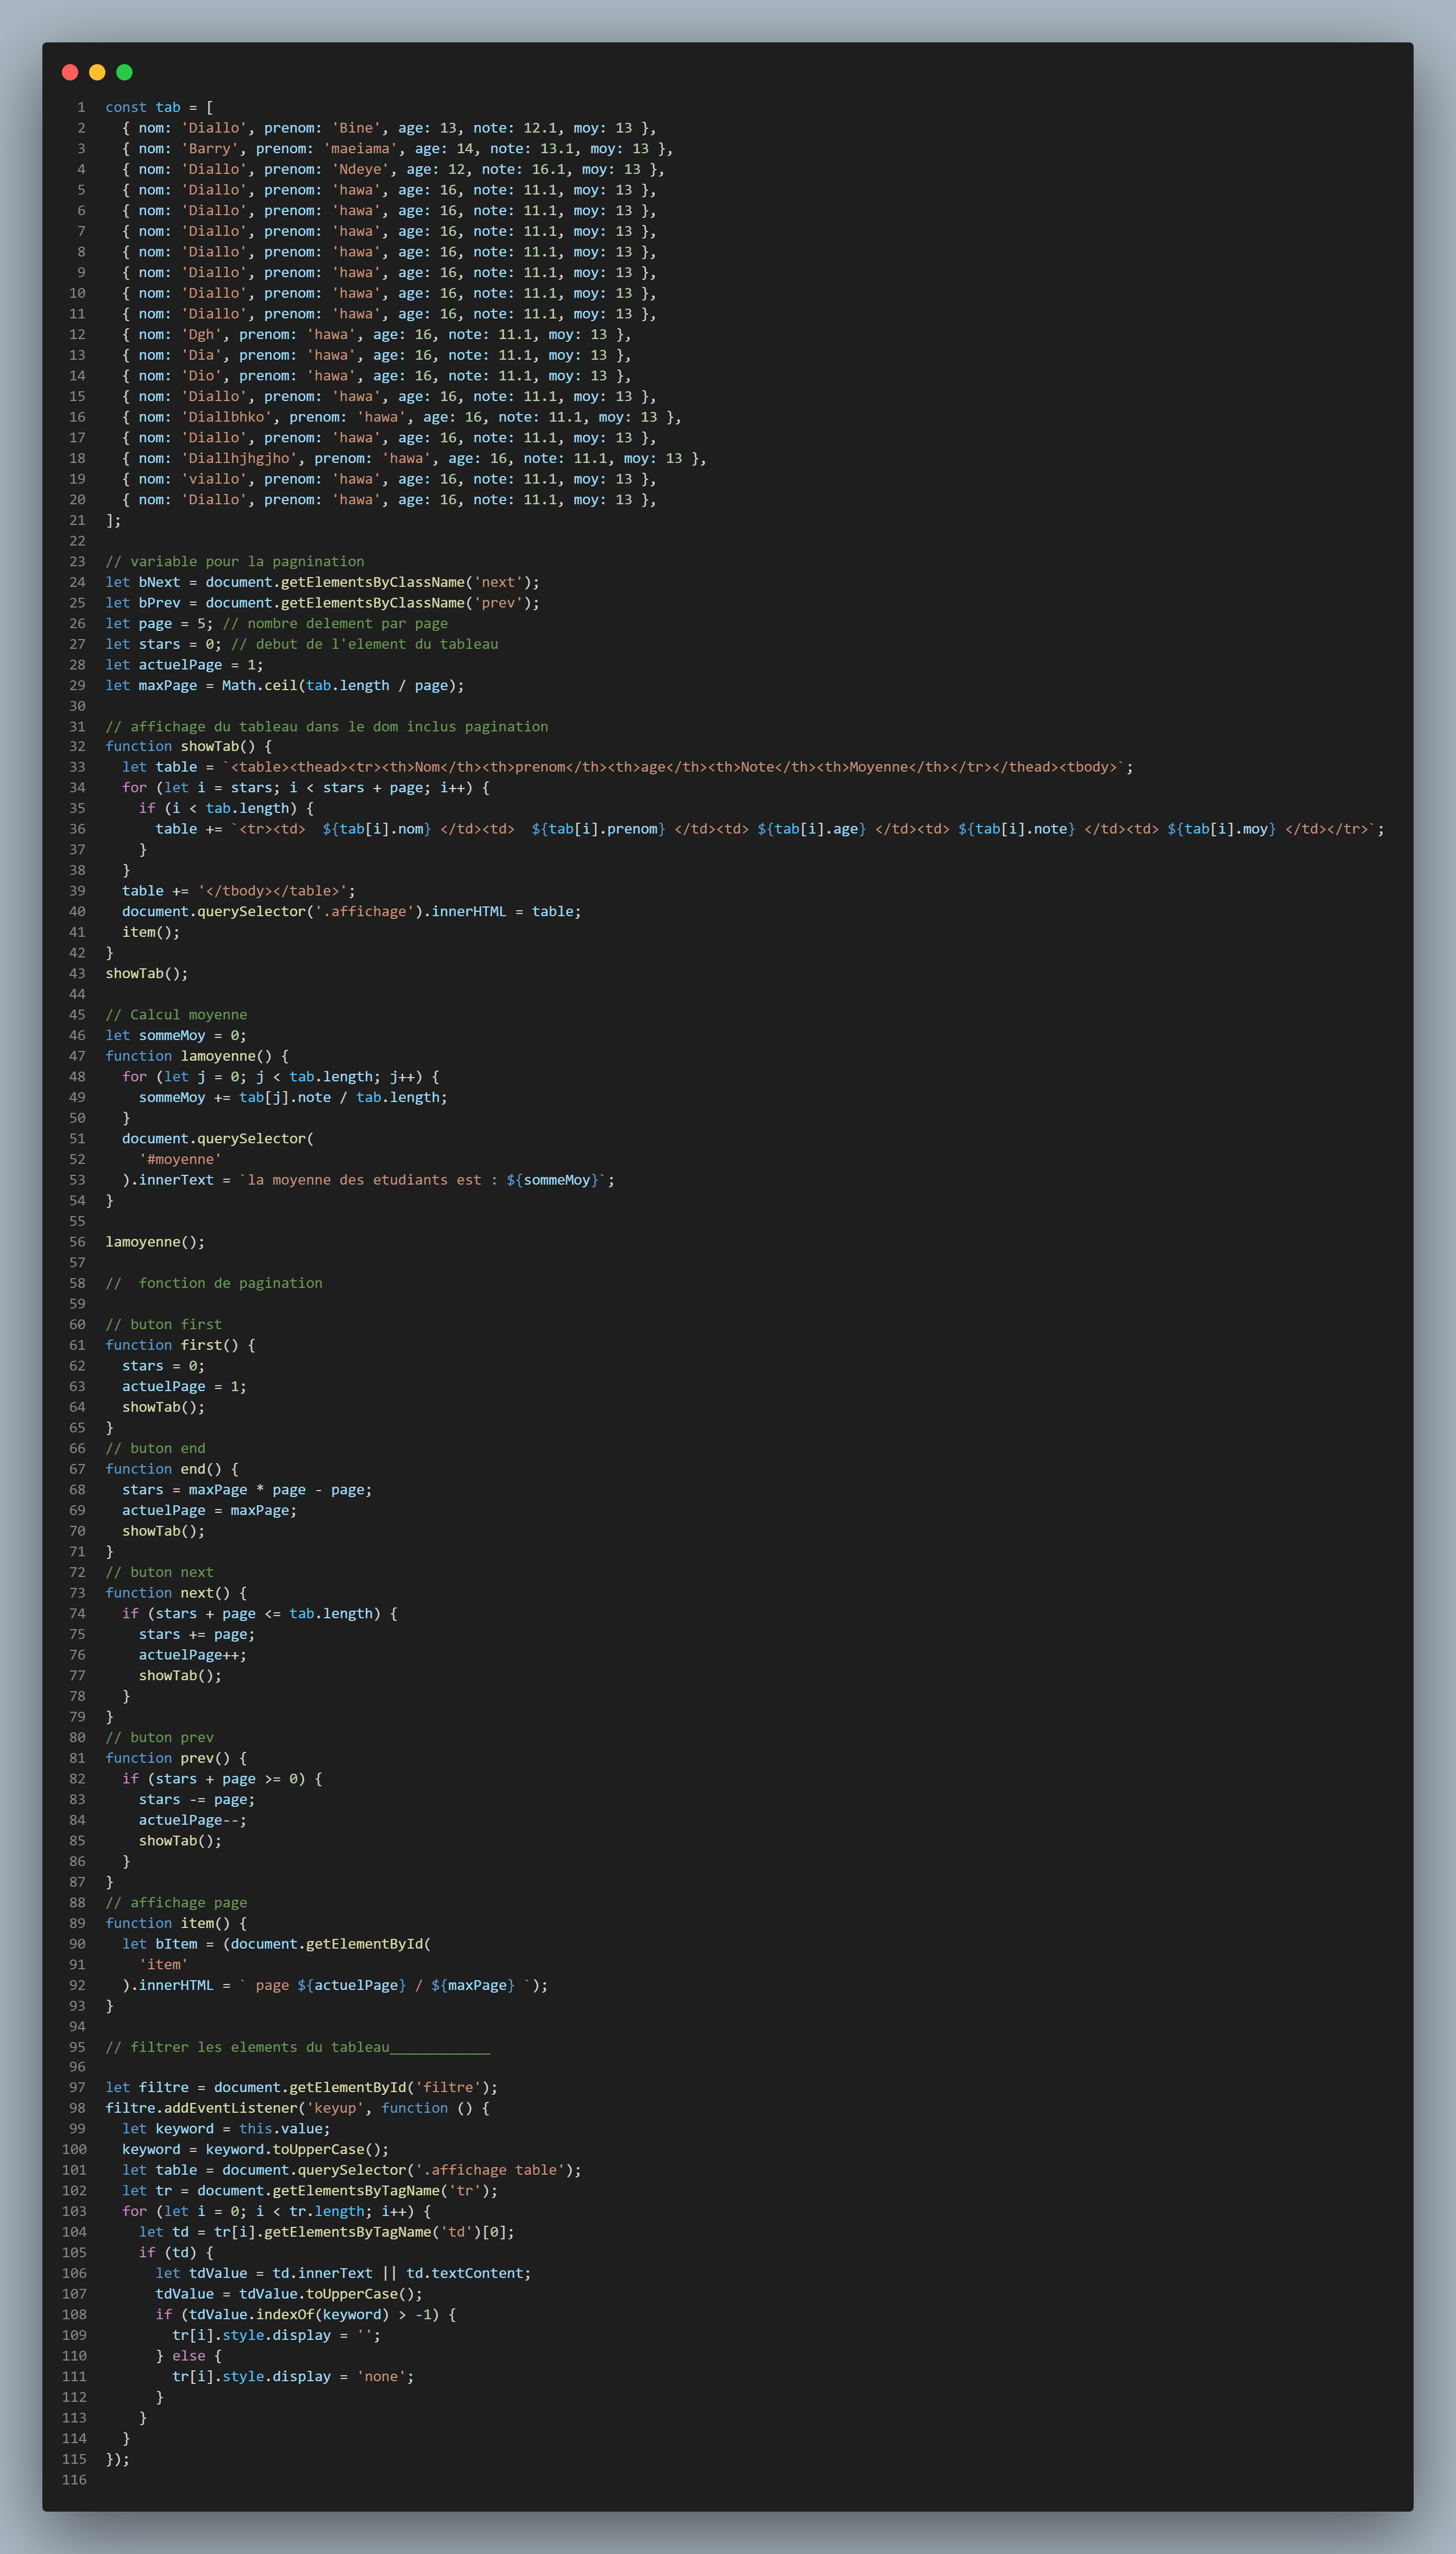 1 const tab = [
2   { nom: 'Diallo', prenom: 'Bine', age: 13, note: 12.1, moy: 13 },
3   { nom: 'Barry', prenom: 'maeiama', age: 14, note: 13.1, moy: 13 },
4   { nom: 'Diallo', prenom: 'Ndeye', age: 12, note: 16.1, moy: 13 },
5   { nom: 'Diallo', prenom: 'hawa', age: 16, note: 11.1, moy: 13 },
6   { nom: 'Diallo', prenom: 'hawa', age: 16, note: 11.1, moy: 13 },
7   { nom: 'Diallo', prenom: 'hawa', age: 16, note: 11.1, moy: 13 },
8   { nom: 'Diallo', prenom: 'hawa', age: 16, note: 11.1, moy: 13 },
9   { nom: 'Diallo', prenom: 'hawa', age: 16, note: 11.1, moy: 13 },
10   { nom: 'Diallo', prenom: 'hawa', age: 16, note: 11.1, moy: 13 },
11   { nom: 'Diallo', prenom: 'hawa', age: 16, note: 11.1, moy: 13 },
12   { nom: 'Dgh', prenom: 'hawa', age: 16, note: 11.1, moy: 13 },
13   { nom: 'Dia', prenom: 'hawa', age: 16, note: 11.1, moy: 13 },
14   { nom: 'Dio', prenom: 'hawa', age: 16, note: 11.1, moy: 13 },
15   { nom: 'Diallo', prenom: 'hawa', age: 16, note: 11.1, moy: 13 },
16   { nom: 'Diallbhko', prenom: 'hawa', age: 16, note: 11.1, moy: 13 },
17   { nom: 'Diallo', prenom: 'hawa', age: 16, note: 11.1, moy: 13 },
18   { nom: 'Diallhjhgjho', prenom: 'hawa', age: 16, note: 11.1, moy: 13 },
19   { nom: 'viallo', prenom: 'hawa', age: 16, note: 11.1, moy: 13 },
20   { nom: 'Diallo', prenom: 'hawa', age: 16, note: 11.1, moy: 13 },
21 ];
22
23 // variable pour la pagnination
24 let bNext = document.getElementsByClassName('next');
25 let bPrev = document.getElementsByClassName('prev');
26 let page = 5; // nombre delement par page
27 let stars = 0; // debut de l'element du tableau
28 let actuelPage = 1;
29 let maxPage = Math.ceil(tab.length / page);
30
31 // affichage du tableau dans le dom inclus pagination
32 function showTab() {
33   let table = `<table><thead><tr><th>Nom</th><th>prenom</th><th>age</th><th>Note</th><th>Moyenne</th></tr></thead><tbody>`;
34   for (let i = stars; i < stars + page; i++) {
35     if (i < tab.length) {
36       table += `<tr><td>  ${tab[i].nom} </td><td>  ${tab[i].prenom} </td><td> ${tab[i].age} </td><td> ${tab[i].note} </td><td> ${tab[i].moy} </td></tr>`;
37     }
38   }
39   table += '</tbody></table>';
40   document.querySelector('.affichage').innerHTML = table;
41   item();
42 }
43 showTab();
44
45 // Calcul moyenne
46 let sommeMoy = 0;
47 function lamoyenne() {
48   for (let j = 0; j < tab.length; j++) {
49     sommeMoy += tab[j].note / tab.length;
50   }
51   document.querySelector(
52     '#moyenne'
53   ).innerText = `la moyenne des etudiants est : ${sommeMoy}`;
54 }
55
56 lamoyenne();
57
58 //  fonction de pagination
59
60 // buton first
61 function first() {
62   stars = 0;
63   actuelPage = 1;
64   showTab();
65 }
66 // buton end
67 function end() {
68   stars = maxPage * page - page;
69   actuelPage = maxPage;
70   showTab();
71 }
72 // buton next
73 function next() {
74   if (stars + page <= tab.length) {
75     stars += page;
76     actuelPage++;
77     showTab();
78   }
79 }
80 // buton prev
81 function prev() {
82   if (stars + page >= 0) {
83     stars -= page;
84     actuelPage--;
85     showTab();
86   }
87 }
88 // affichage page
89 function item() {
90   let bItem = (document.getElementById(
91     'item'
92   ).innerHTML = ` page ${actuelPage} / ${maxPage} `);
93 }
94
95 // filtrer les elements du tableau____________
96
97 let filtre = document.getElementById('filtre');
98 filtre.addEventListener('keyup', function () {
99   let keyword = this.value;
100   keyword = keyword.toUpperCase();
101   let table = document.querySelector('.affichage table');
102   let tr = document.getElementsByTagName('tr');
103   for (let i = 0; i < tr.length; i++) {
104     let td = tr[i].getElementsByTagName('td')[0];
105     if (td) {
106       let tdValue = td.innerText || td.textContent;
107       tdValue = tdValue.toUpperCase();
108       if (tdValue.indexOf(keyword) > -1) {
109         tr[i].style.display = '';
110       } else {
111         tr[i].style.display = 'none';
112       }
113     }
114   }
115 });
116